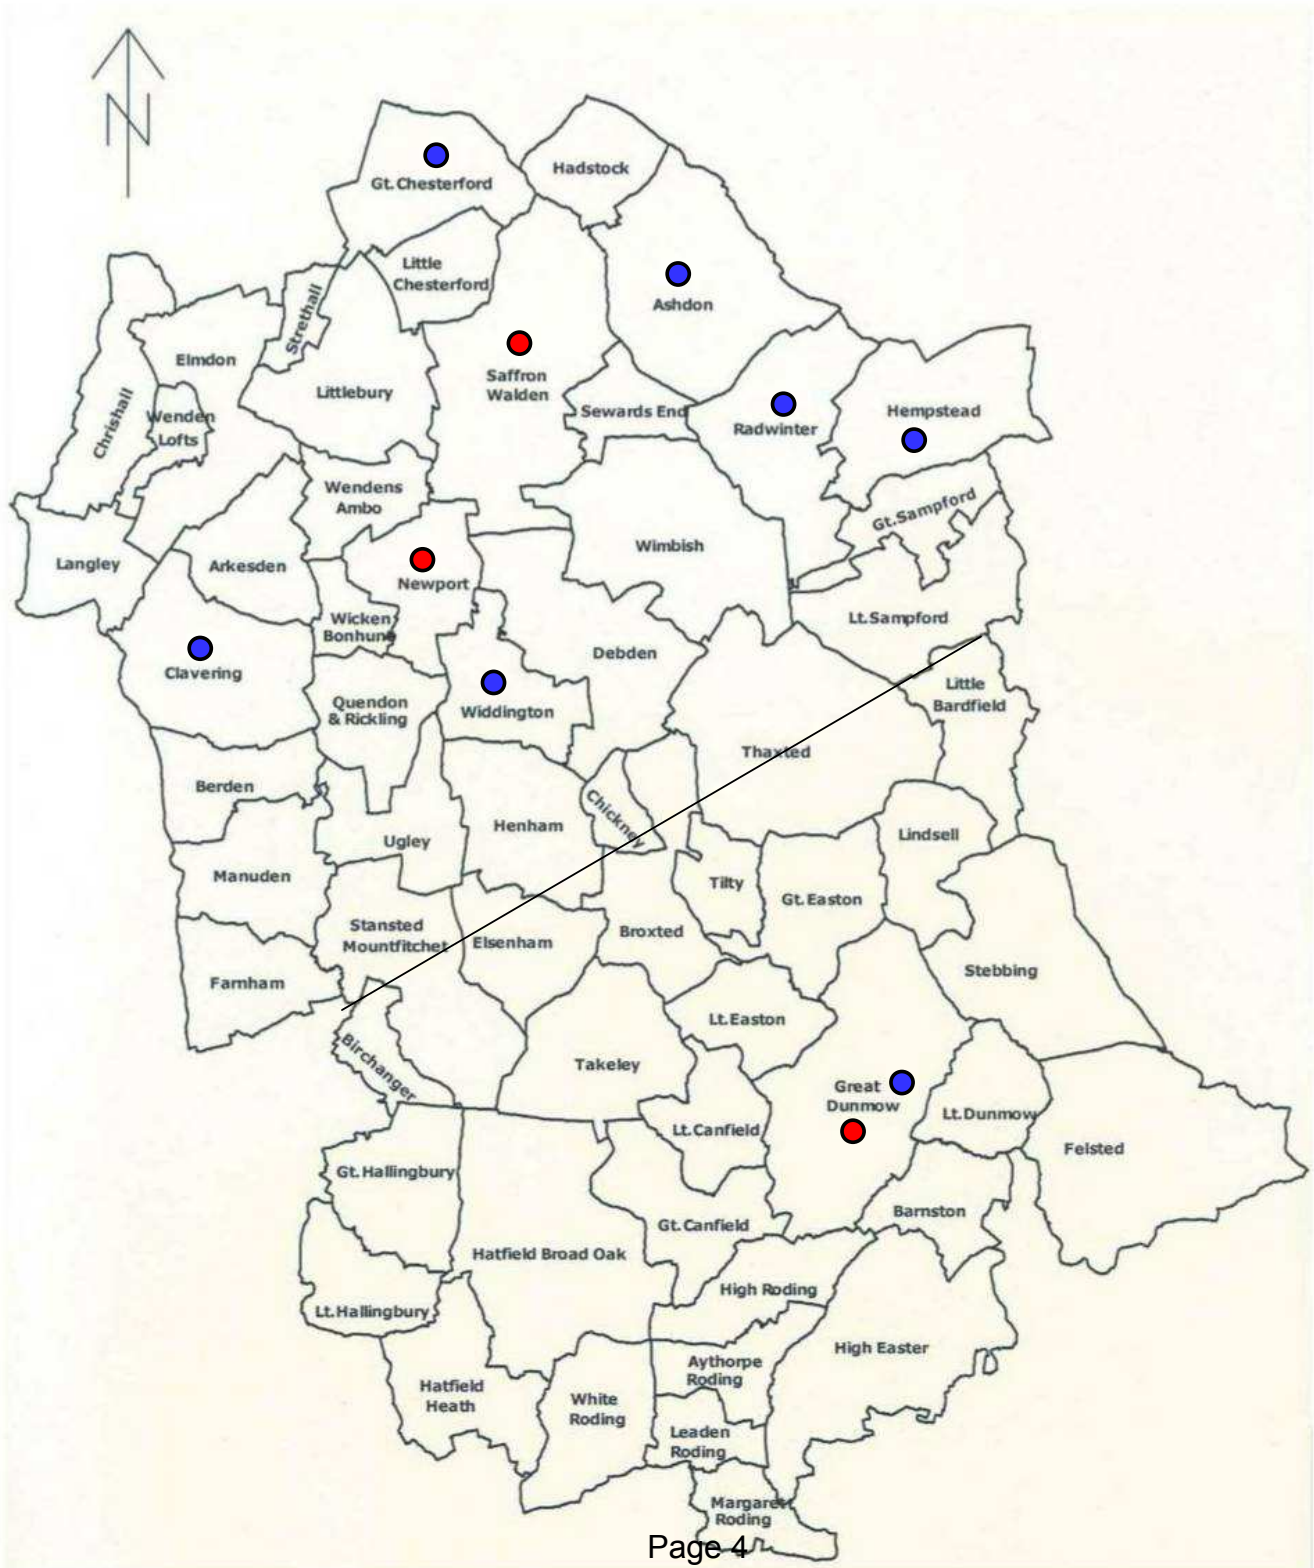 N
Gt. Chesterford
Hadstock
Little
Chesterford
Ashdon
Strethall
Elmdon
Saffron
Walden
Littlebury
Chrishall
Wenden
Lofts
Sewards End
Radwinter
Hempstead
Wendens
Ambo
Gt. Sampford
Wimbish
Langley
Arkesden
Newport
Wicken
Bonhunt
Lt. Sampford
Debden
Clavering
Quendon
& Rickling
Widdington
Little
Bardfield
Thaxted
Berden
Chickney
Henham
Ugley
Lindsell
Manuden
Tilty
Gt. Easton
Stansted
Mountfitchet
Elsenham
Broxted
Farnham
Stebbing
Lt. Easton
Birchanger
Takeley
Great
Dunmow
Lt. Dunmow
Lt. Canfield
Felsted
Gt. Hallingbury
Barnston
Gt. Canfield
Hatfield Broad Oak
High Roding
Lt. Hallingbury
High Easter
Aythorpe
Roding
Hatfield
Heath
White
Roding
Leaden
Roding
Margaret
Roding
Page 4